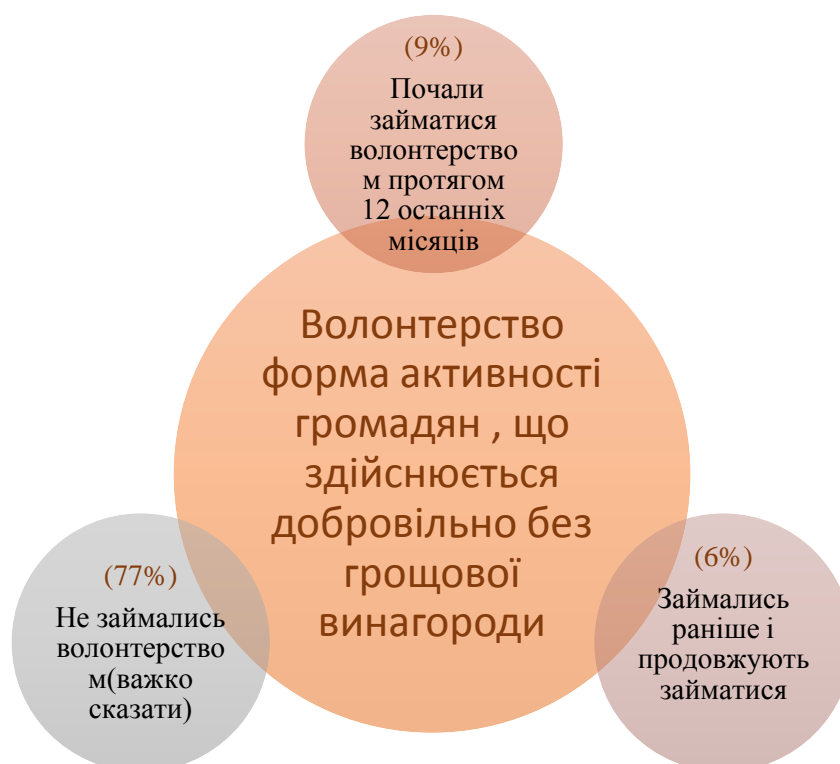 (9%)
Почали
займатися
волонтерство
м протягом
12 останніх
місяців
Волонтерство
форма активності
громадян , що
здійснюється
добровільно без
грощової
винагороди
(77%)
Не займались
волонтерство
м(важко
сказати)
(6%)
Займались
раніше і
продовжують
займатися